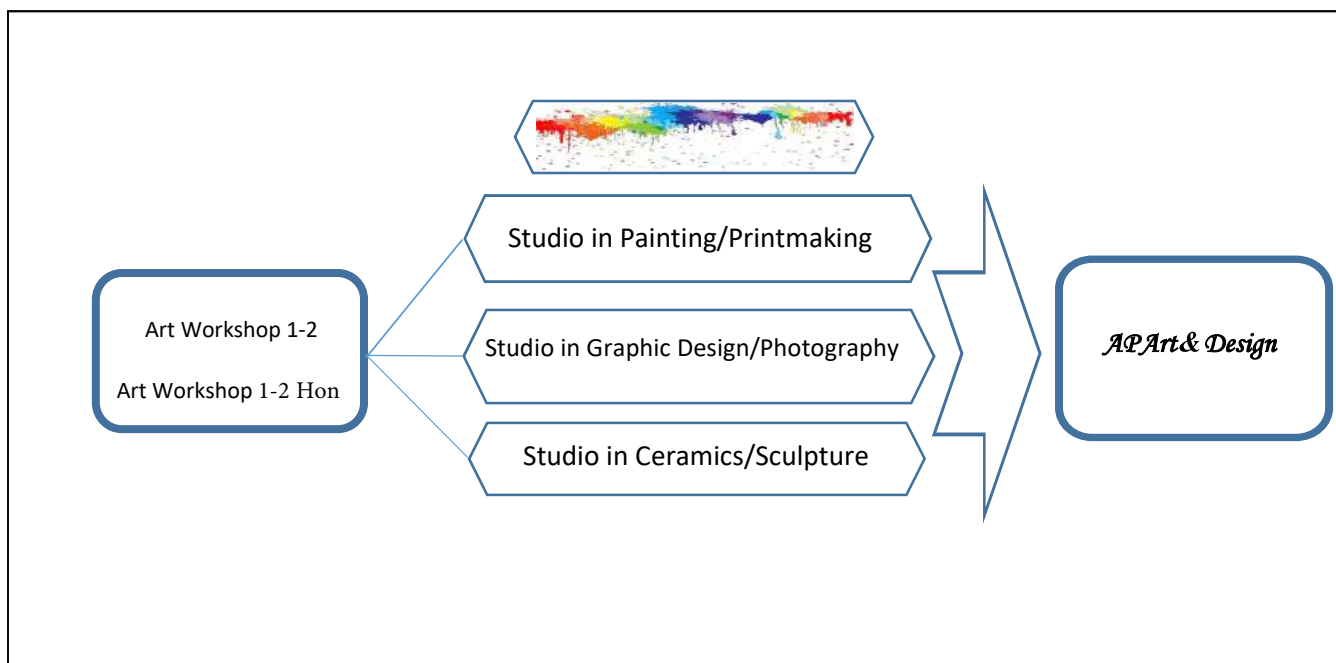 Art Workshop 1-2
Art Workshop 1-2 Hon
Studio in Painting/Printmaking
Studio in Graphic Design/Photography
Studio in Ceramics/Sculpture
AP Art & Design